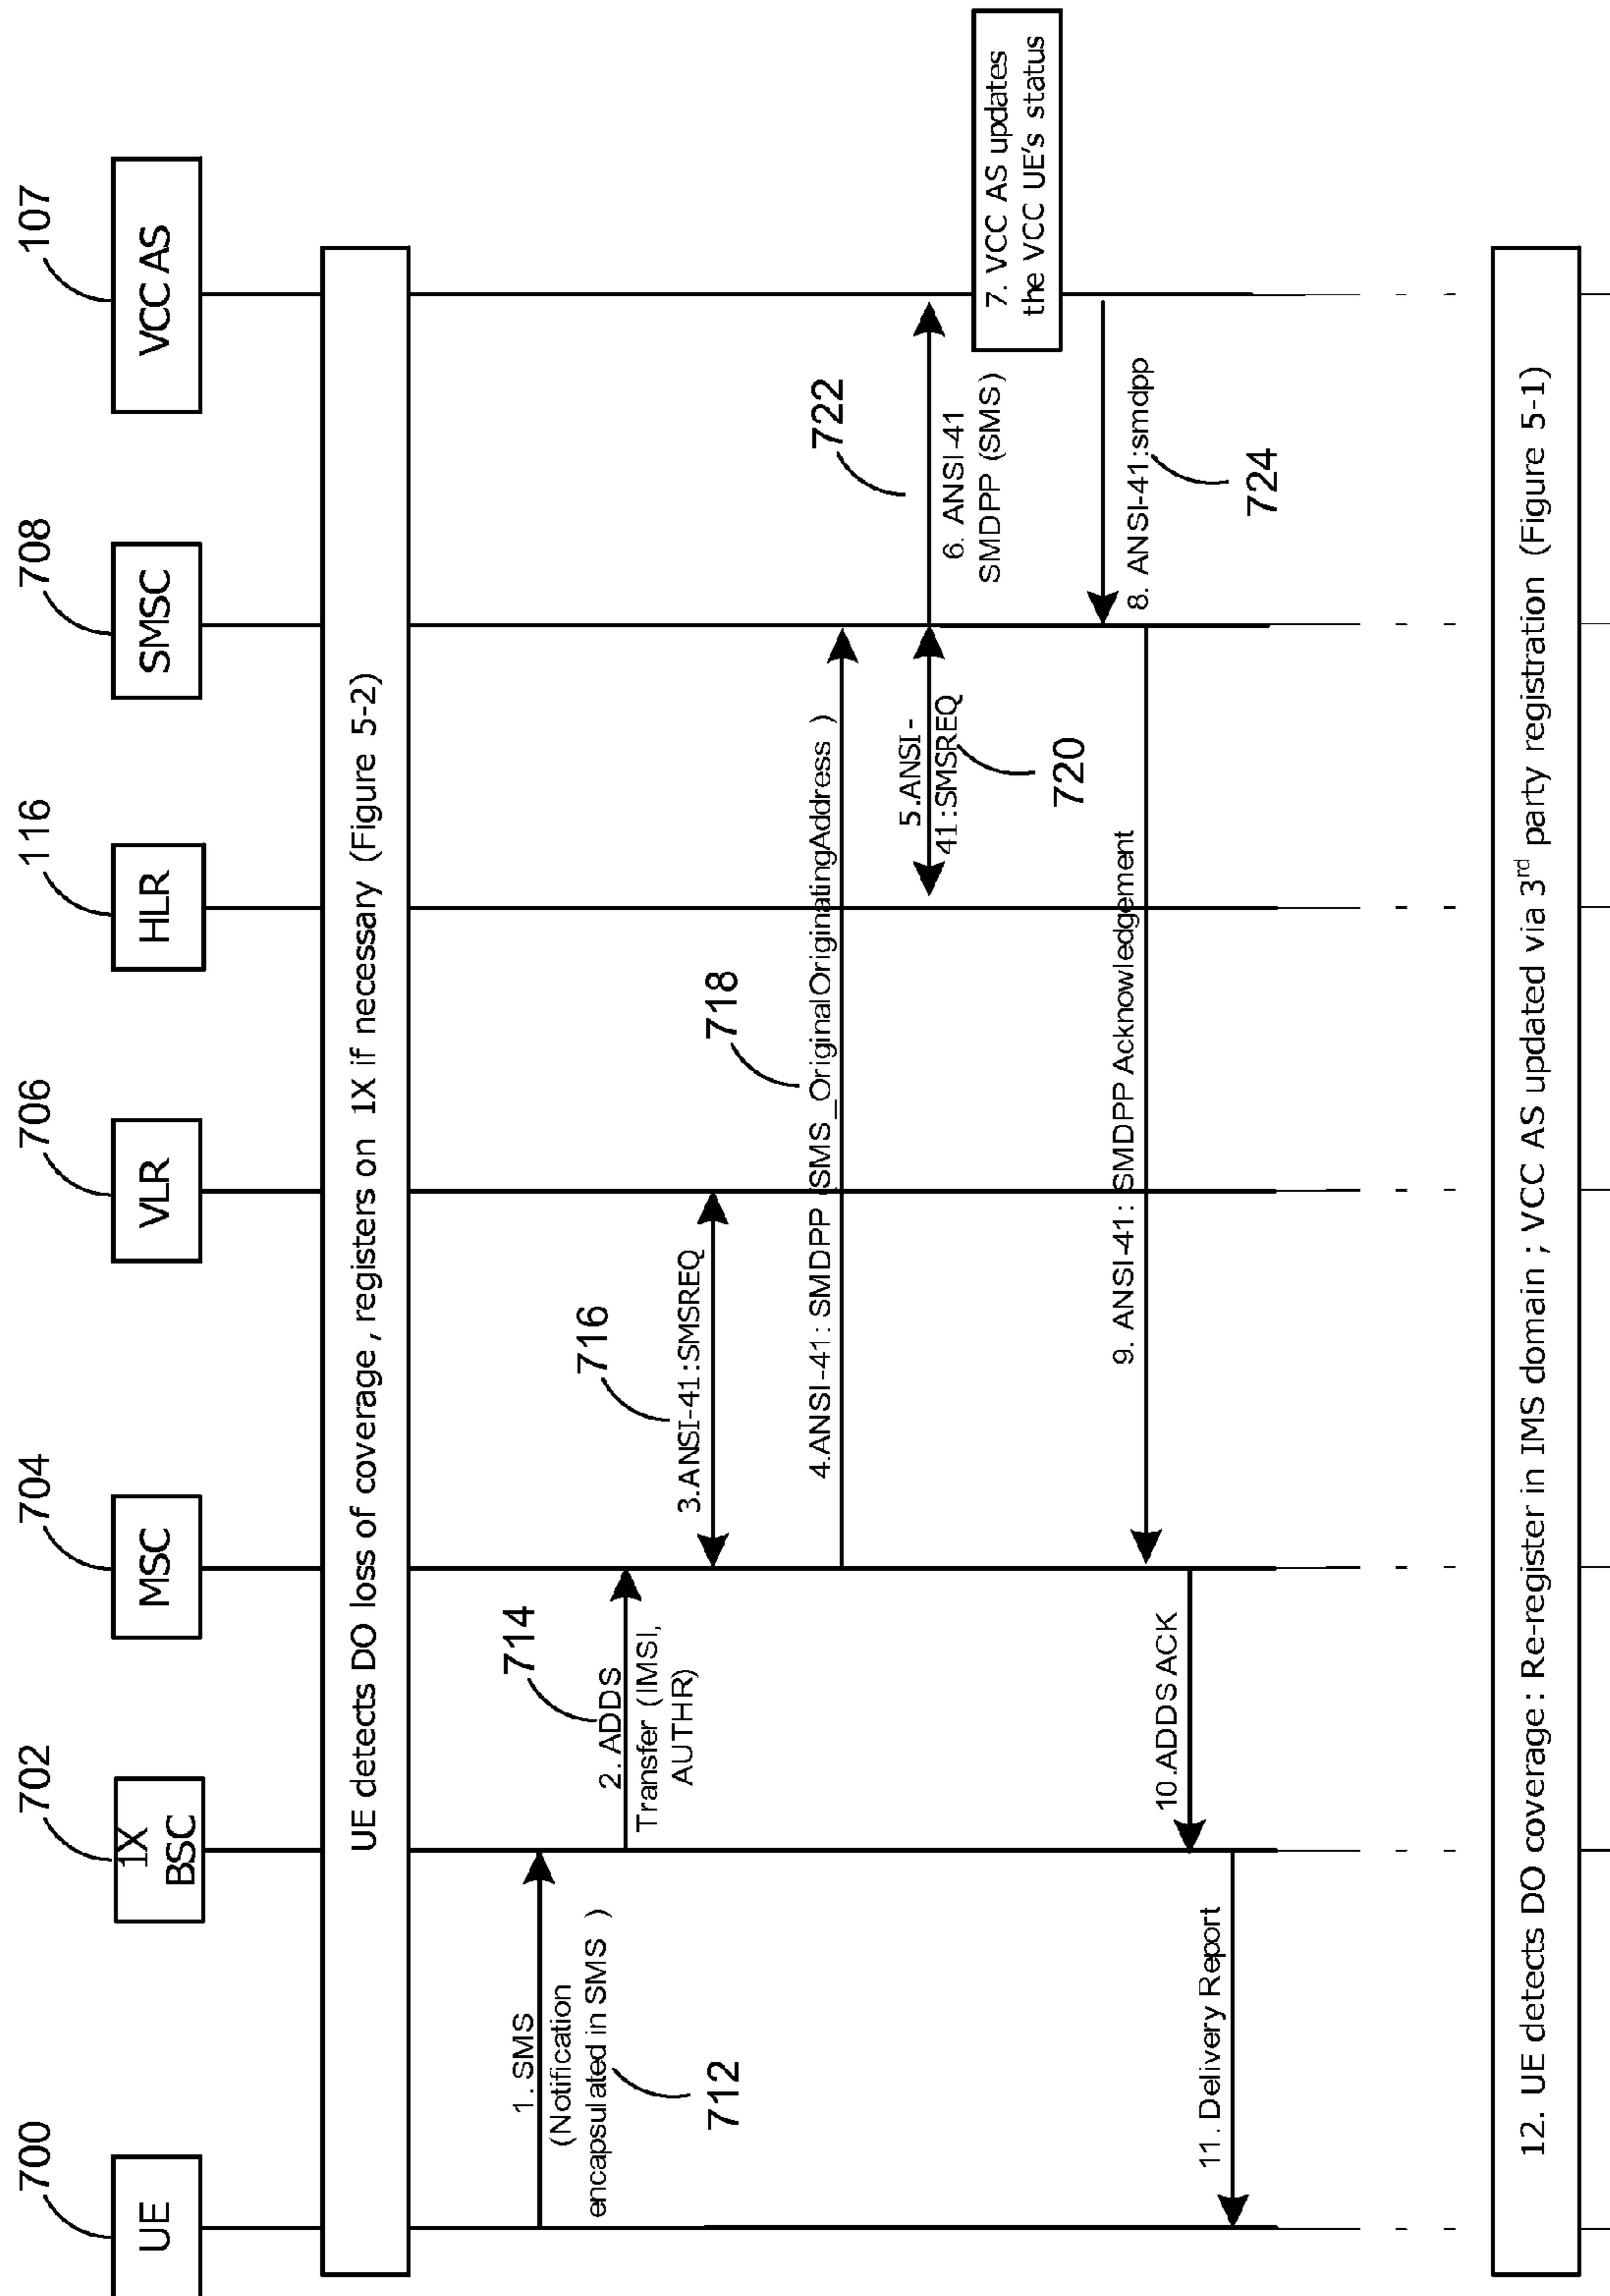 700
702
704
706
116
708
107
UE
1X
BSC
MSC
VLR
HLR
SMSC
VCC AS
UE detects DO loss of coverage , registers on 1X if necessary (Figure 5-2)
1. SMS
(Notification
encapsulated in SMS )
712
714
2. ADDS
Transfer (IMSI,
AUTHR)
716
3.ANSI-41:SMSREQ
718
4.ANSI-41: SMDPP (SMS_OriginalOriginatingAddress )
5.ANSI-
41:SMSREQ
720
722
6. ANSI-41
SMDPP (SMS)
7. VCC AS updates
the VCC UE's status
8. ANSI-41:smdpp
724
9. ANSI-41: SMDPP Acknowledgement
10.ADDS ACK
11. Delivery Report
12. UE detects DO coverage : Re-register in IMS domain ; VCC AS updated via 3rd party registration (Figure 5-1)